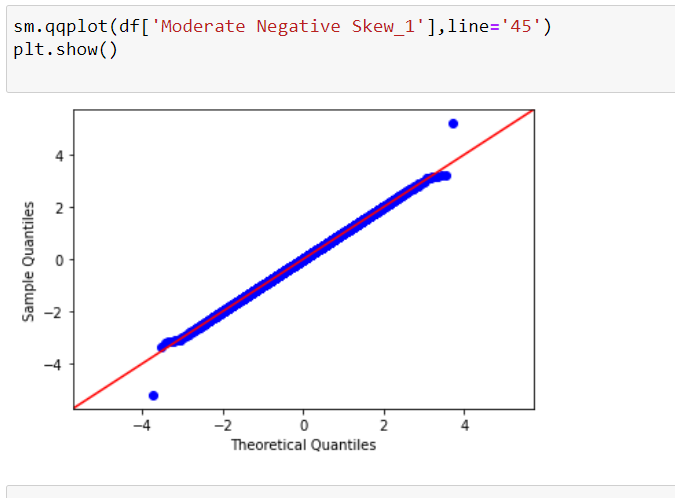 sm.qqplot(df['Moderate Negative Skew_1'],line='45')
plt.show()
4
2
0
−2
−4
Sample Quantiles
−4 −2 0 2 4
Theoretical Quantiles